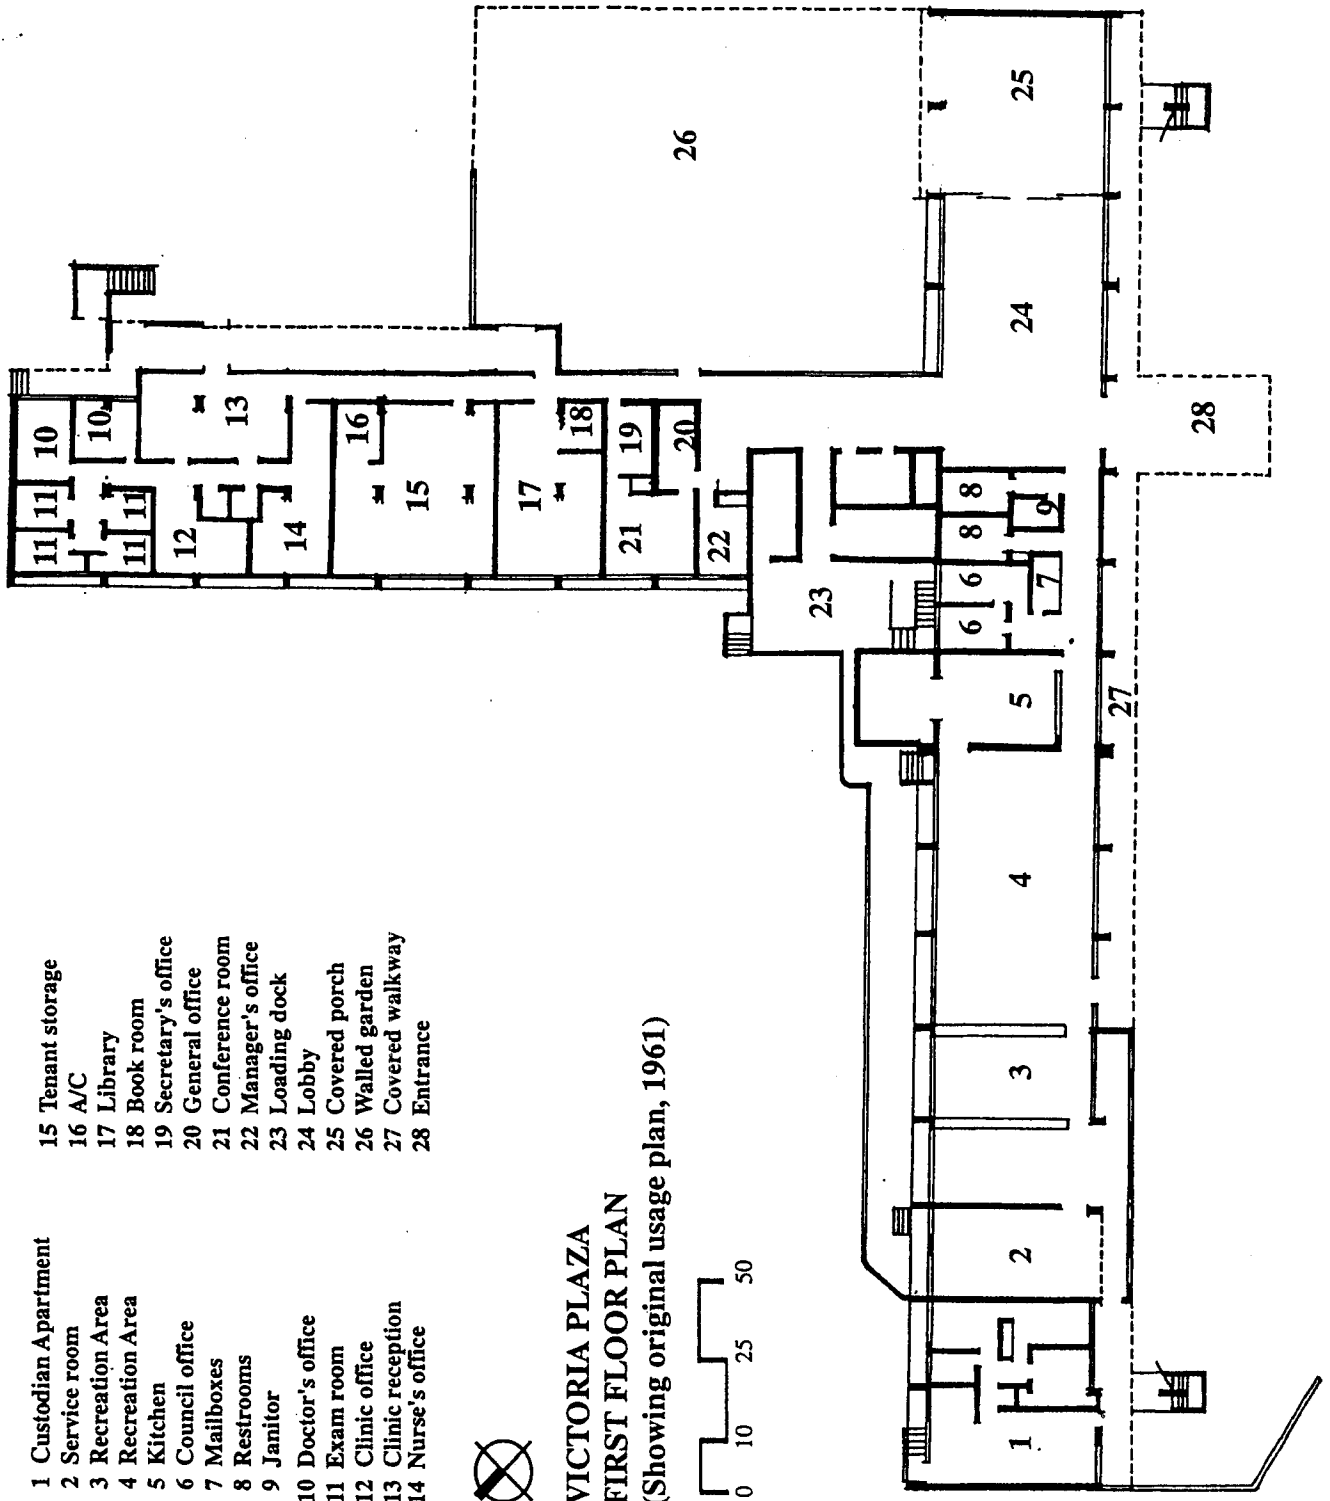 1 Custodian Apartment
2 Service room
3 Recreation Area
4 Recreation Area
5 Kitchen
6 Council office
7 Mailboxes
8 Restrooms
9 Janitor
10 Doctor's office
11 Exam room
12 Clinic office
13 Clinic reception
14 Nurse's office
15 Tenant storage
16 A/C
17 Library
18 Book room
19 Secretary's office
20 General office
21 Conference room
22 Manager's office
23 Loading dock
24 Lobby
25 Covered porch
26 Walled garden
27 Covered walkway
28 Entrance
VICTORIA PLAZA
FIRST FLOOR PLAN
(Showing original usage plan, 1961)
0 10 25 50
10
10
11
11
11
11
12
13
14
16
15
17
18
19
20
21
22
23
26
25
24
28
8
8
9
6
6
7
5
27
4
3
2
1